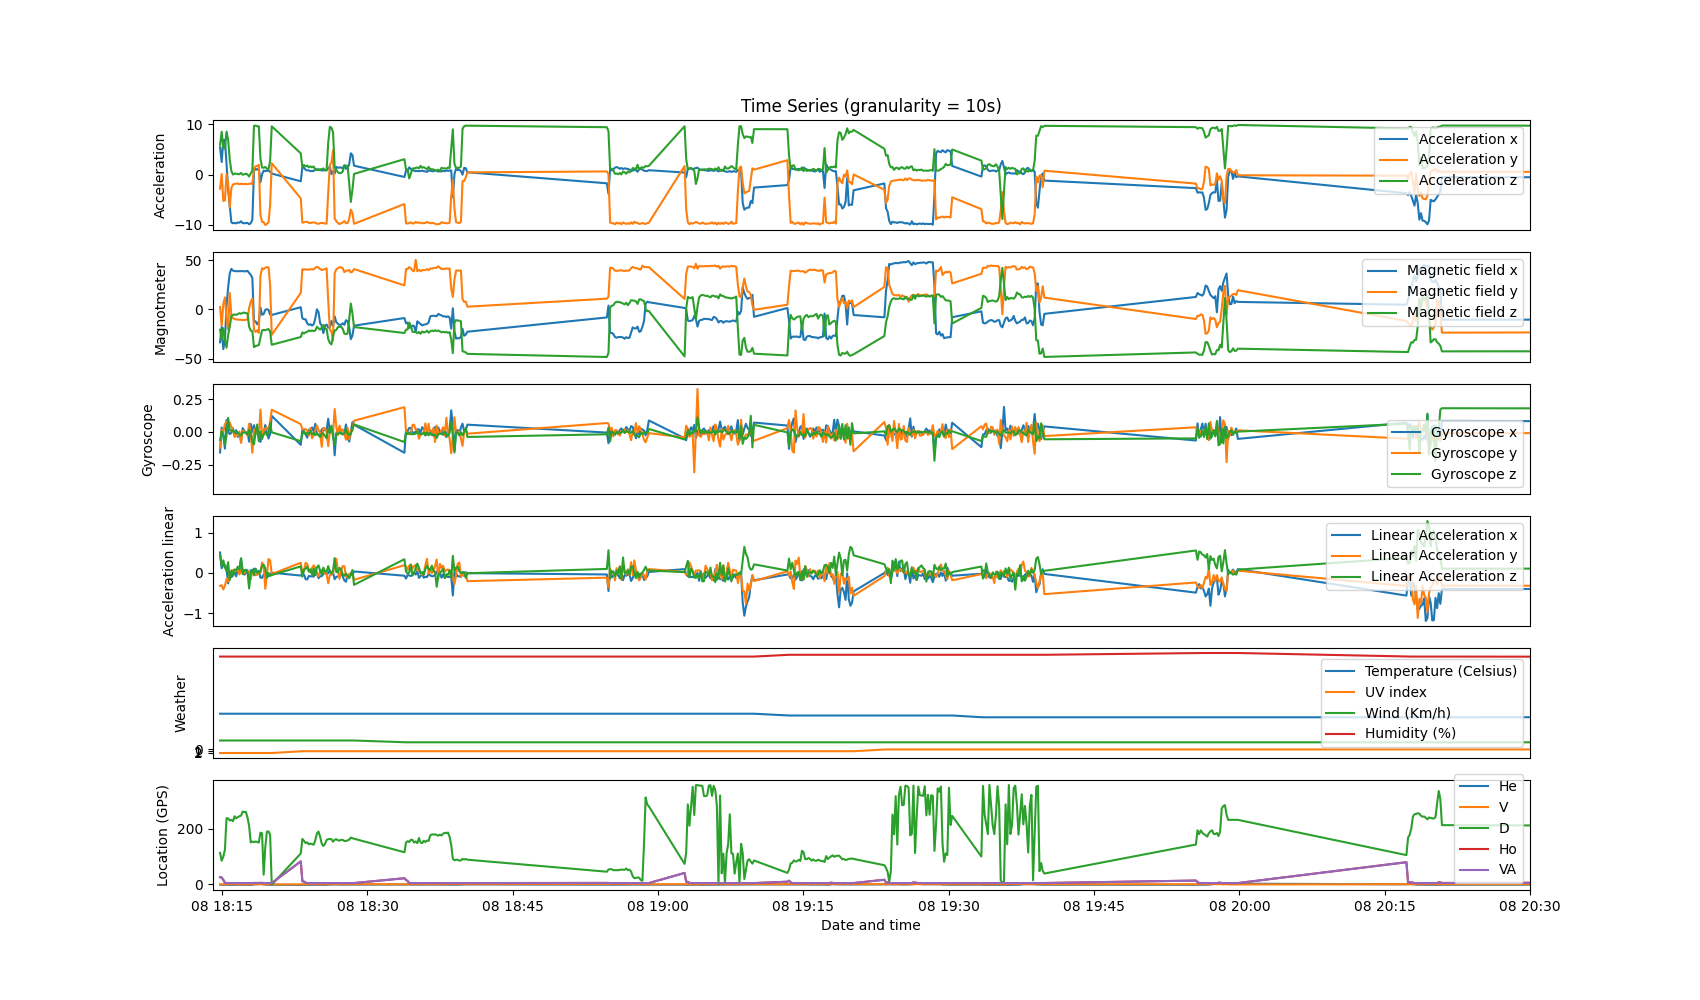 Time Series (granularity = 10s)
Acceleration
10
0
−10
Acceleration x
Acceleration y
Acceleration z
Magnotmeter
50
0
−50
Magnetic field x
Magnetic field y
Magnetic field z
Gyroscope
0.25
0.00
−0.25
Gyroscope x
Gyroscope y
Gyroscope z
Acceleration linear
1
0
−1
Linear Acceleration x
Linear Acceleration y
Linear Acceleration z
Weather
0
Temperature (Celsius)
UV index
Wind (Km/h)
Humidity (%)
Location (GPS)
200
0
He
V
D
Ho
VA
08 18:15 08 18:30 08 18:45 08 19:00 08 19:15 08 19:30 08 19:45 08 20:00 08 20:15 08 20:30
Date and time